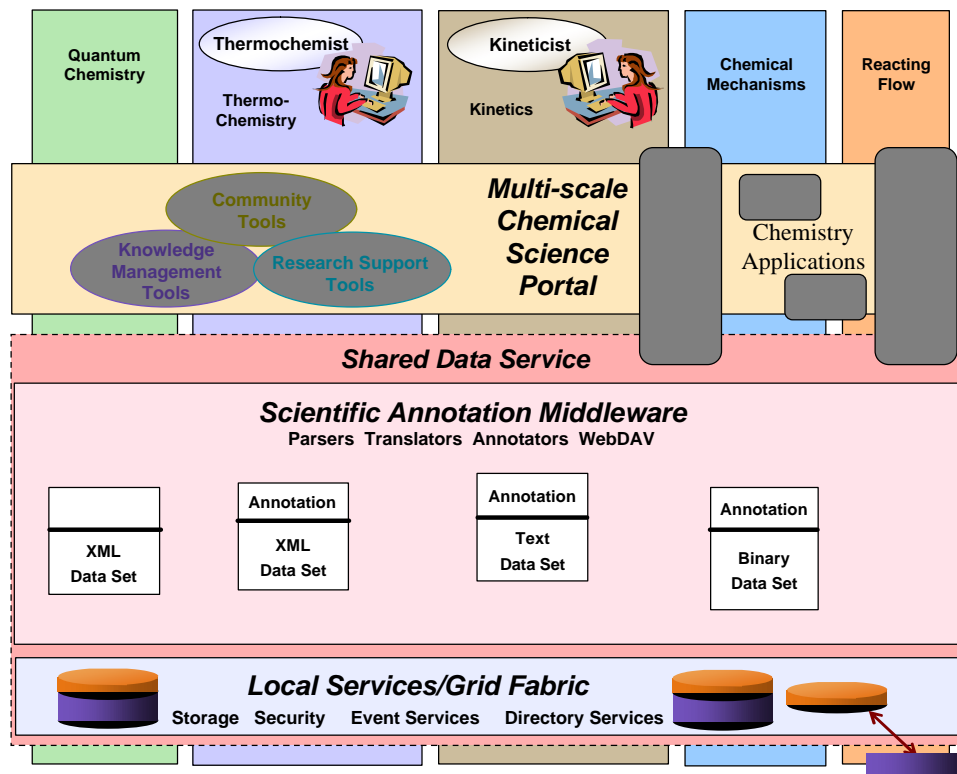 Quantum
Chemistry
Thermochemist
Thermo-
Chemistry
Kineticist
Kinetics
Chemical
Mechanisms
Reacting
Flow
Community
Tools
Knowledge
Management
Tools
Research Support
Tools
Multi-scale
Chemical
Science
Portal
Chemistry
Applications
Shared Data Service
Scientific Annotation Middleware
Parsers Translators Annotators WebDAV
XML
Data Set
Annotation
XML
Data Set
Annotation
Text
Data Set
Annotation
Binary
Data Set
Local Services/Grid Fabric
Storage Security Event Services Directory Services